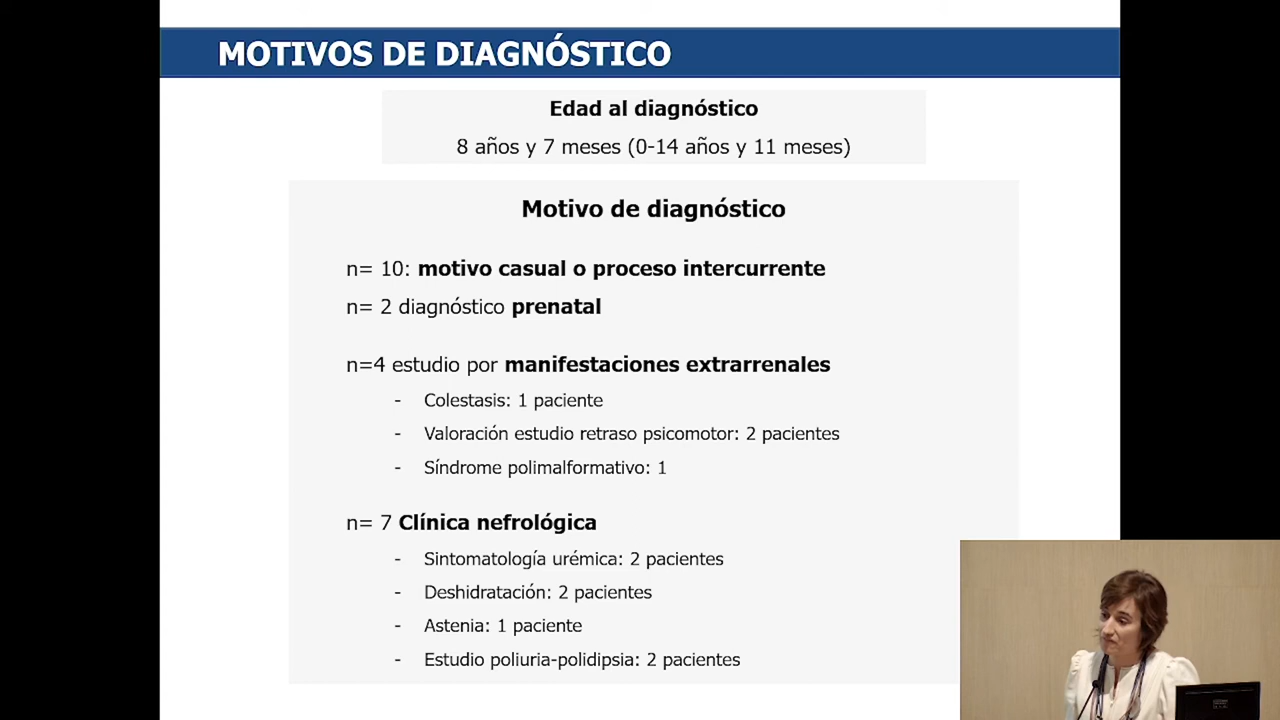 MOTIVOS DE DIAGNÓSTICO
Edad al diagnóstico
8 años y 7 meses (0-14 años y 11 meses)
Motivo de diagnóstico
n= 10: motivo casual o proceso intercurrente
n= 2 diagnóstico prenatal
n=4 estudio por manifestaciones extrarrenales
- Colestasis: 1 paciente
- Valoración estudio retraso psicomotor: 2 pacientes
- Síndrome polimalformativo: 1
n= 7 Clínica nefrológica
- Sintomatología urémica: 2 pacientes
- Deshidratación: 2 pacientes
- Astenia: 1 paciente
- Estudio poliuria-polidipsia: 2 pacientes